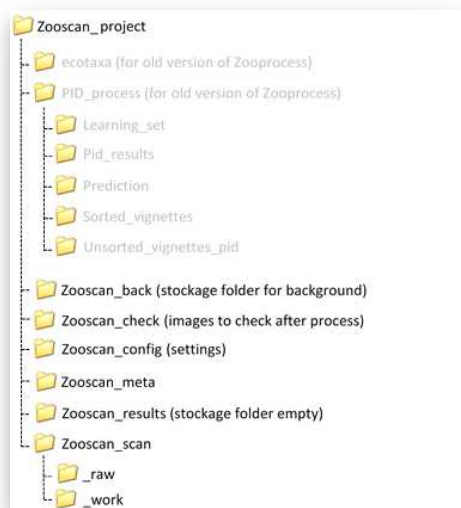 Zooscan_project
ecotaxa (for old version of Zooprocess)
PID_process (for old version of Zooprocess)
Learning_set
Pid_results
Prediction
Sorted_vignettes
Unsorted_vignettes_pid
Zooscan_back (stockage folder for background)
Zooscan_check (images to check after process)
Zooscan_config (settings)
Zooscan_meta
Zooscan_results (stockage folder empty)
Zooscan_scan
_raw
_work